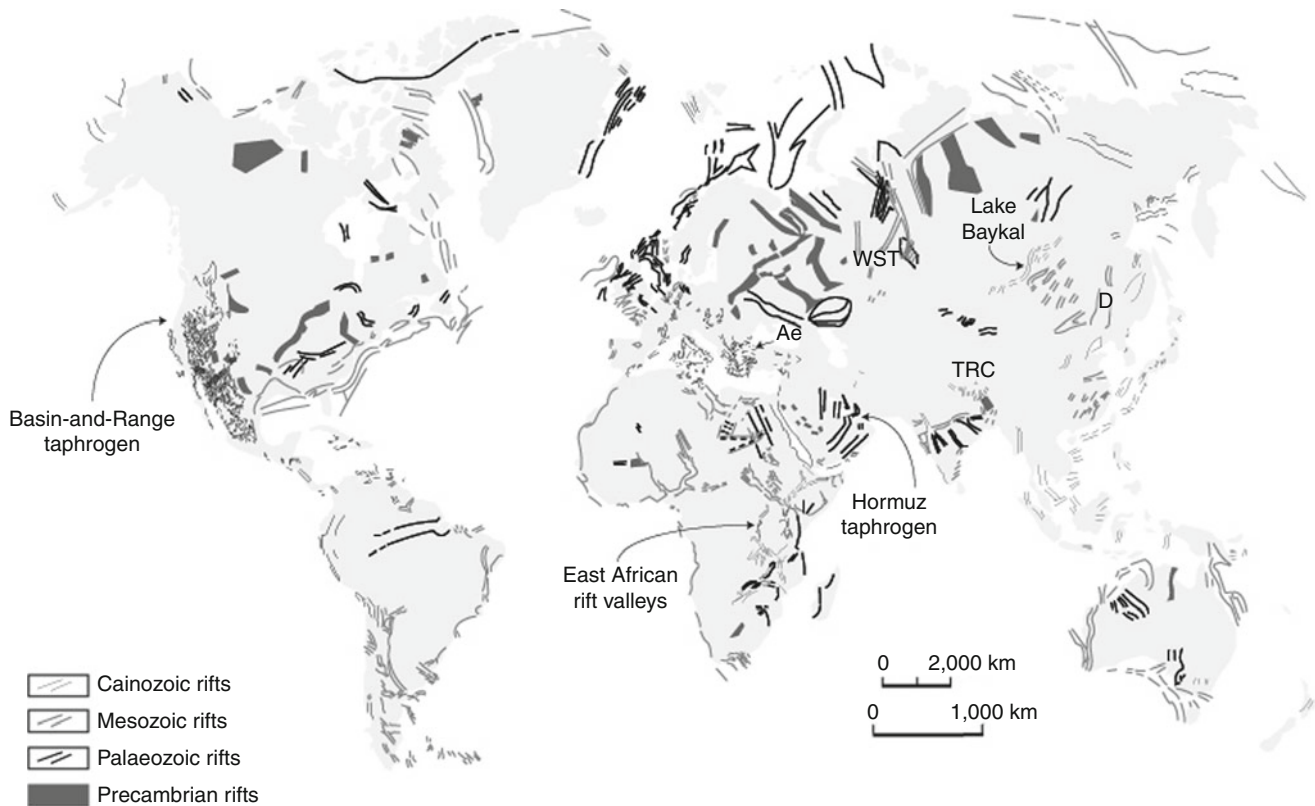 Lake
Baykal
WST
D
Ae
TRC
Basin-and-Range
taphrogen
Hormuz
taphrogen
East African
rift valleys
0 2,000 km
0 1,000 km
Cainozoic rifts
Mesozoic rifts
Palaeozoic rifts
Precambrian rifts